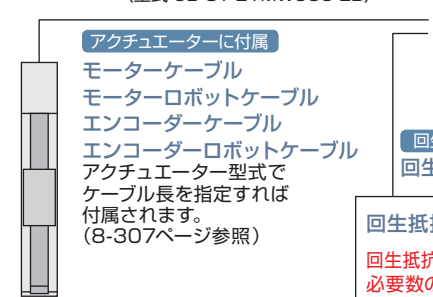 アクチュエーターに付属
モーターケーブル
モーターロボットケーブル
エンコーダーケーブル
エンコーダーロボットケーブル
アクチュエーター型式で
ケーブル長を指定すれば
付属されます。
(8-307ページ参照)
回生抵
回生抵抗
必要数の